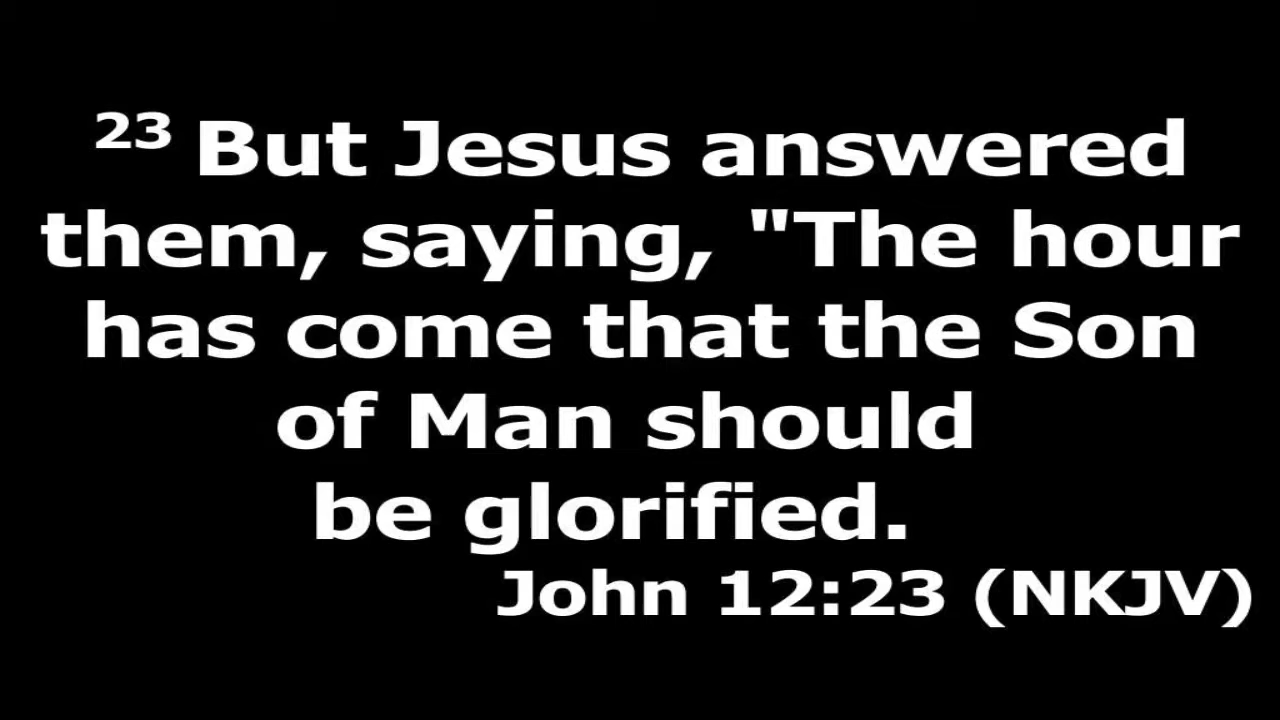 23 But Jesus answered
them, saying, "The hour
has come that the Son
of Man should
be glorified.
John 12:23 (NKJV)